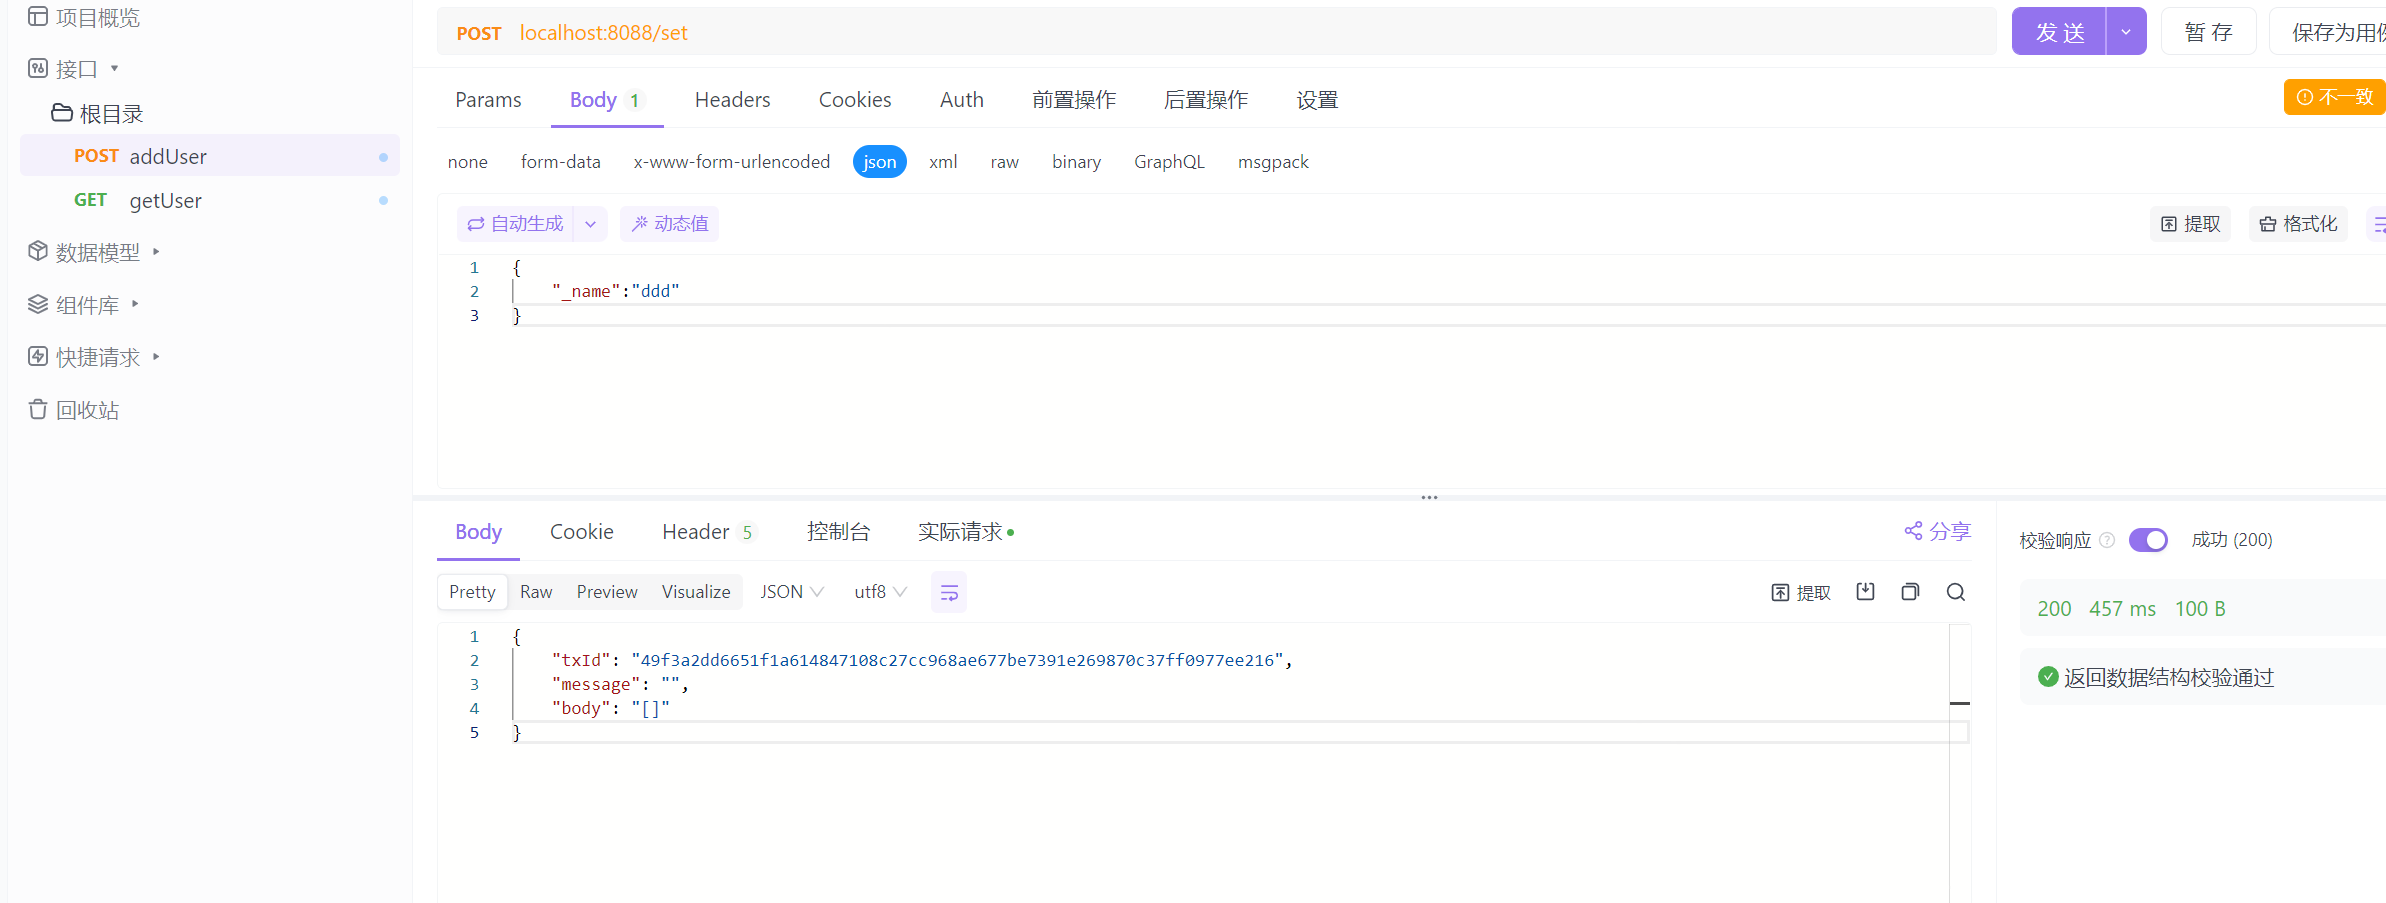 项目概览
接口
根目录
POST addUser
GET getUser
数据模型
组件库
快捷请求
回收站
POST localhost:8088/set
发 送
暂 存
保存为用例
Params Body 1 Headers Cookies Auth 前置操作 后置操作 设置
不一致
none form-data x-www-form-urlencoded json xml raw binary GraphQL msgpack
自动生成 动态值 提取 格式化
1 {
2 "_name":"ddd"
3 }
Body Cookie Header 5 控制台 实际请求
分享
Pretty Raw Preview Visualize JSON utf8
提取
1 {
2 "txId": "49f3a2dd6651f1a614847108c27cc968ae677be7391e269870c37ff0977ee216",
3 "message": "",
4 "body": "[]"
5 }
校验响应 成功 (200)
200 457 ms 100 B
返回数据结构校验通过